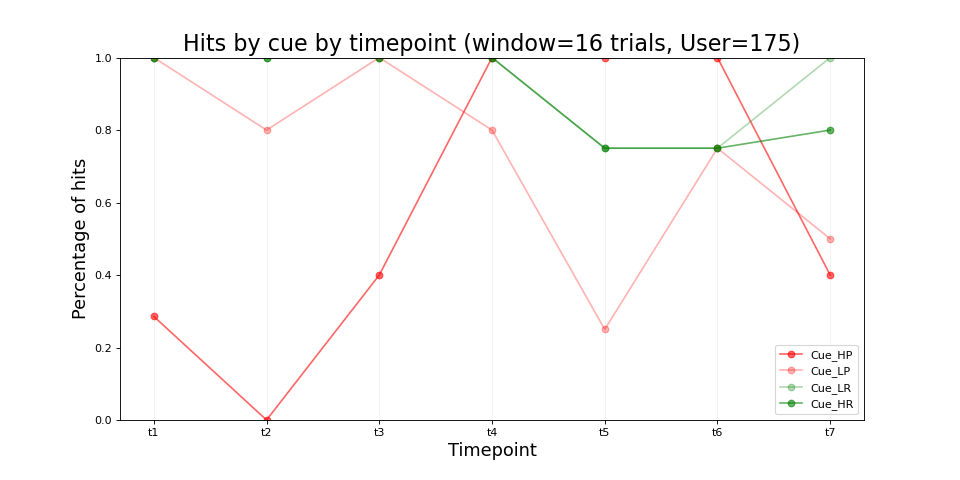 Hits by cue by timepoint (window=16 trials, User=175)
Percentage of hits
1.0
0.8
0.6
0.4
0.2
0.0
t1 t2 t3 t4 t5 t6 t7
Timepoint
Cue_HP
Cue_LP
Cue_LR
Cue_HR